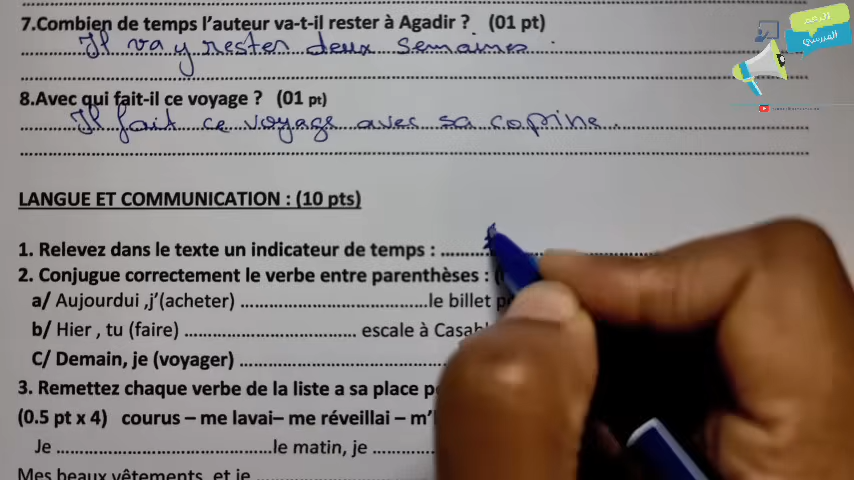 7.Combien de temps l'auteur va-t-il rester à Agadir ? (01 pt)
Il va y rester deux semaines.
8.Avec qui fait-il ce voyage ? (01 pt)
Il fait ce voyage avec sa copine.
LANGUE ET COMMUNICATION : (10 pts)
1. Relevez dans le texte un indicateur de temps : ..........
2. Conjugue correctement le verbe entre parenthèses : (
a/ Aujourdui ,j'(acheter) ..............................le billet
b/ Hier , tu (faire) .............................. escale à
C/ Demain, je (voyager) ..............................
3. Remettez chaque verbe de la liste a sa place
(0.5 pt x 4) courus – me lavai– me réveillai –
Je ..............................le matin, je ..........
Mes beaux vêtements, et je ..............................